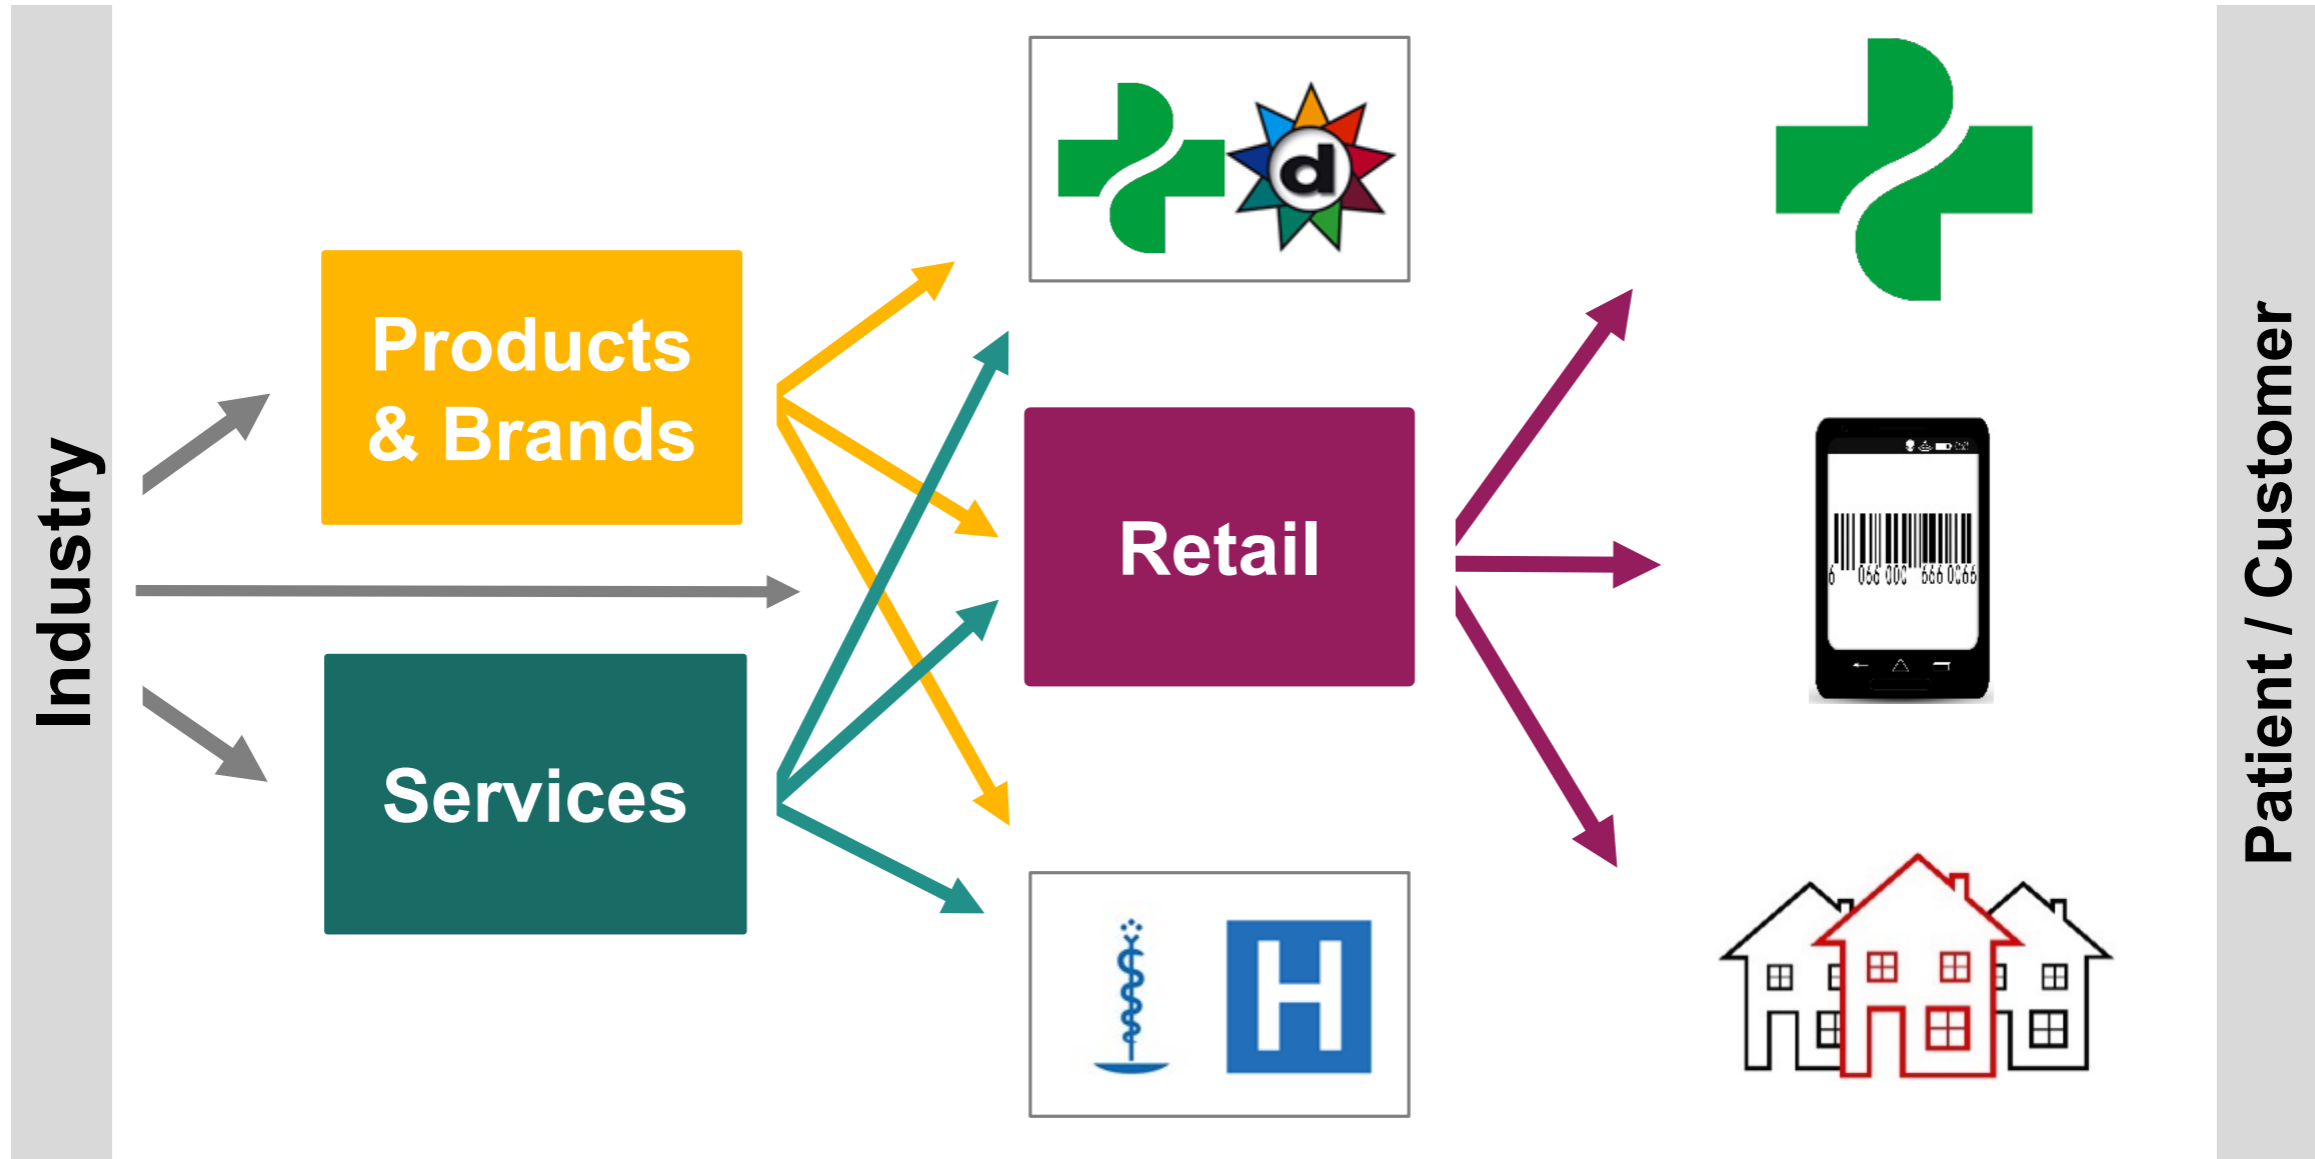 Industry
Products
& Brands
Services
d
Retail
H
Patient / Customer